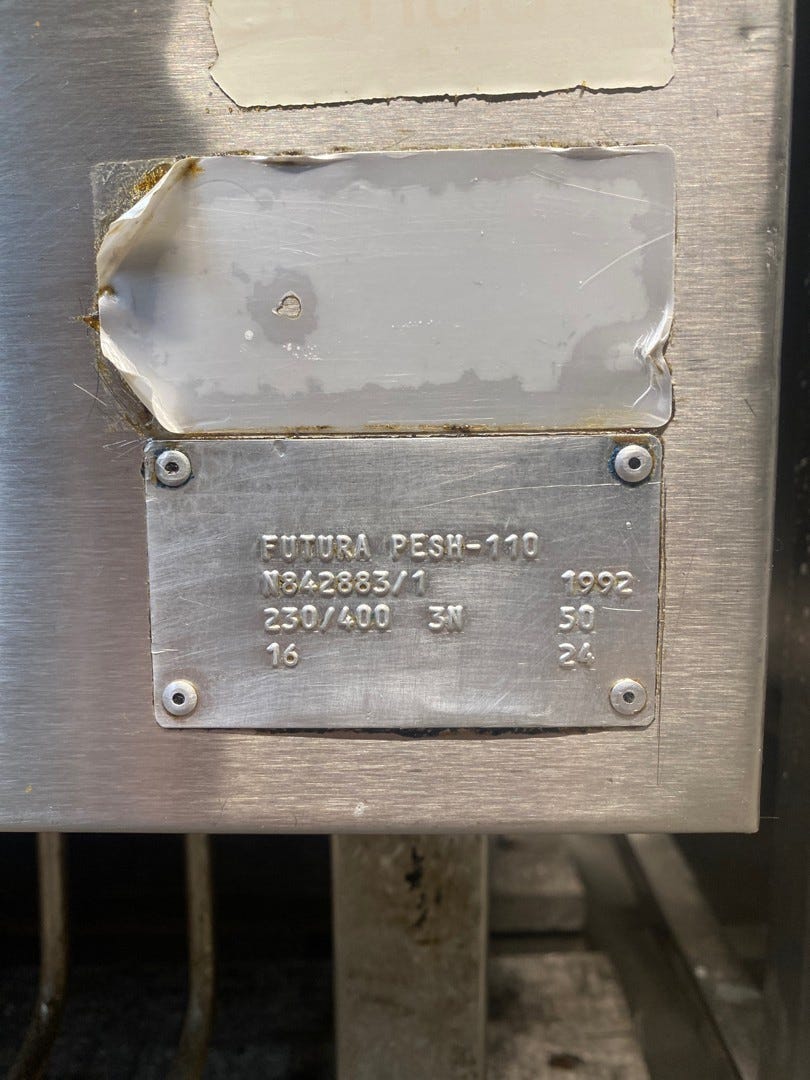 FUTURA PESH-110
N842883/1 1992
230/400 3N 50
16 24